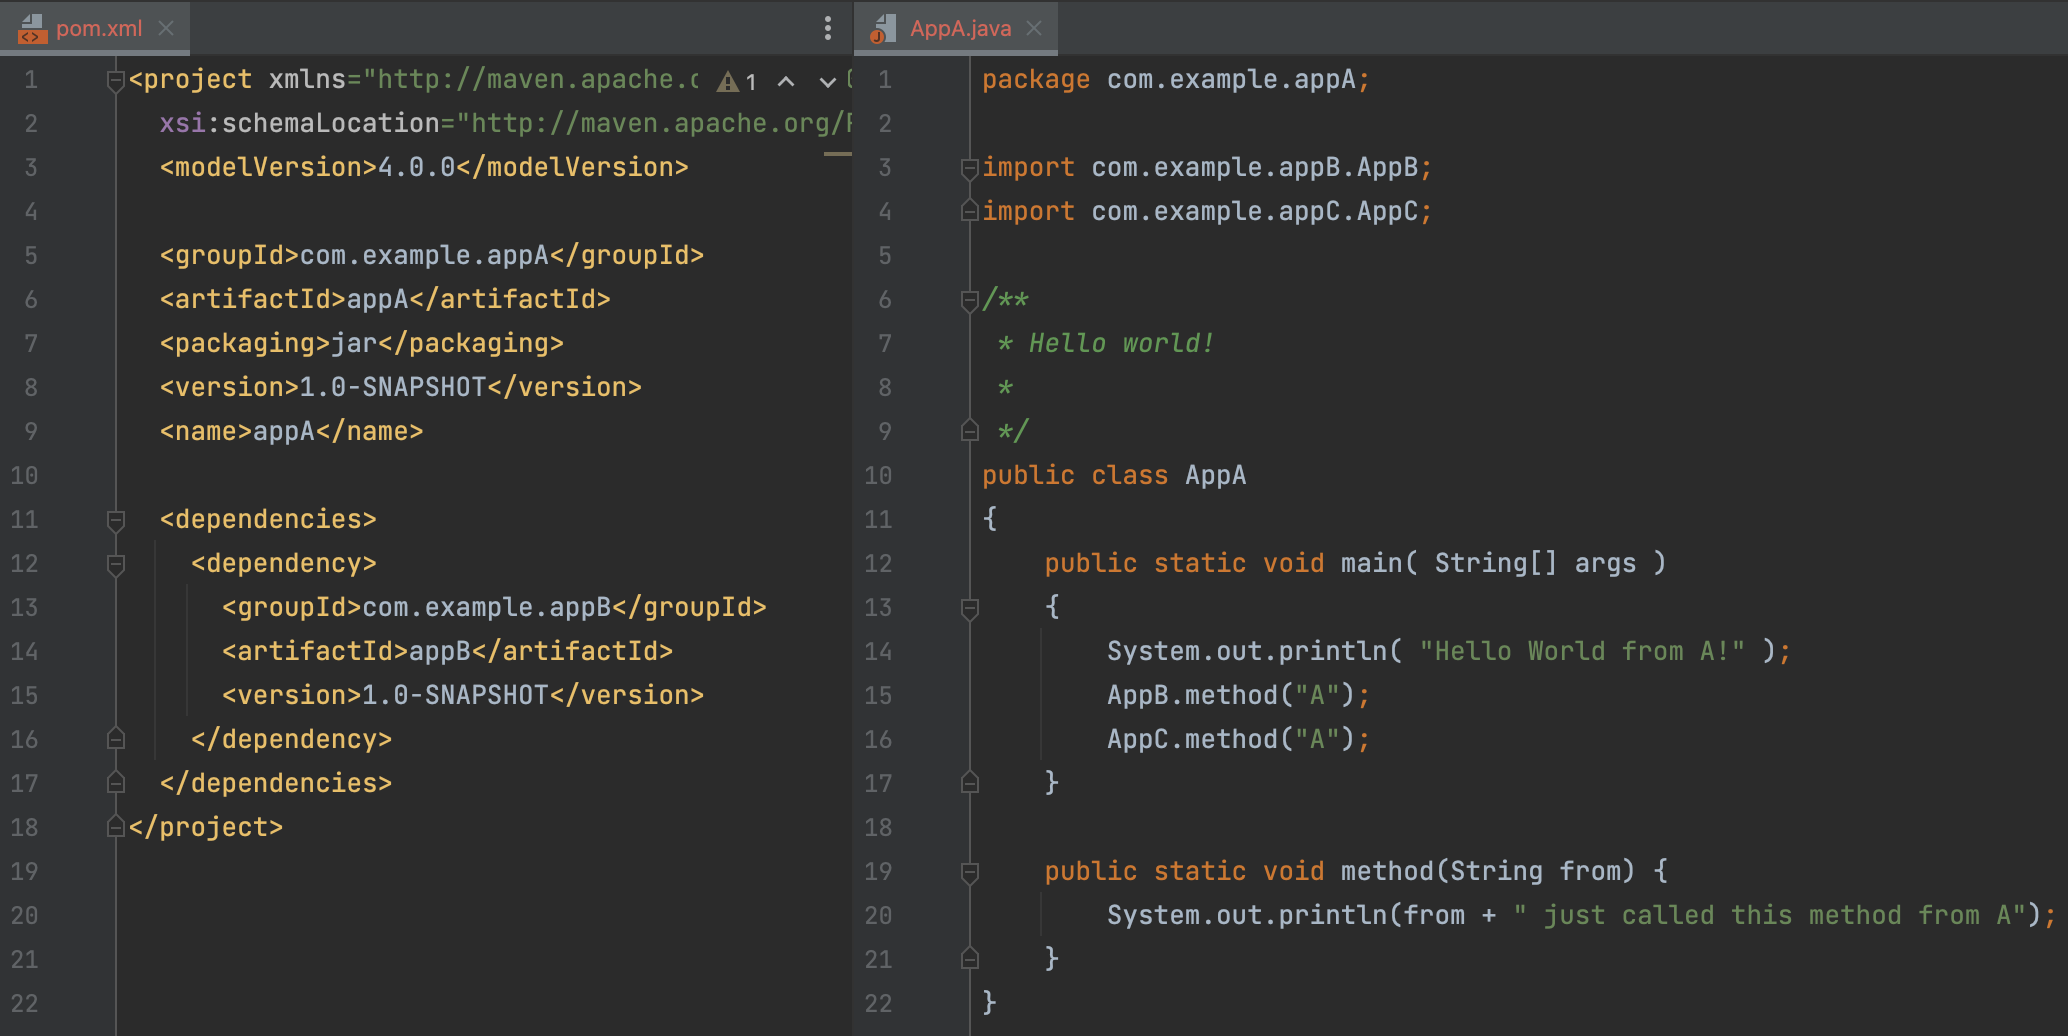 pom.xml
1 <project xmlns="http://maven.apache.o
2 xsi:schemaLocation="http://maven.apache.org/
3 <modelVersion>4.0.0</modelVersion>
4
5 <groupId>com.example.appA</groupId>
6 <artifactId>appA</artifactId>
7 <packaging>jar</packaging>
8 <version>1.0-SNAPSHOT</version>
9 <name>appA</name>
10
11 <dependencies>
12 <dependency>
13 <groupId>com.example.appB</groupId>
14 <artifactId>appB</artifactId>
15 <version>1.0-SNAPSHOT</version>
16 </dependency>
17 </dependencies>
18 </project>
19
20
21
22
1
AppA.java
1 package com.example.appA;
2
3 import com.example.appB.AppB;
4 import com.example.appC.AppC;
5
6 /**
7 * Hello world!
8 *
9 */
10 public class AppA
11 {
12 public static void main( String[] args )
13 {
14 System.out.println( "Hello World from A!" );
15 AppB.method("A");
16 AppC.method("A");
17 }
18
19 public static void method(String from) {
20 System.out.println(from + " just called this method from A");
21 }
22 }